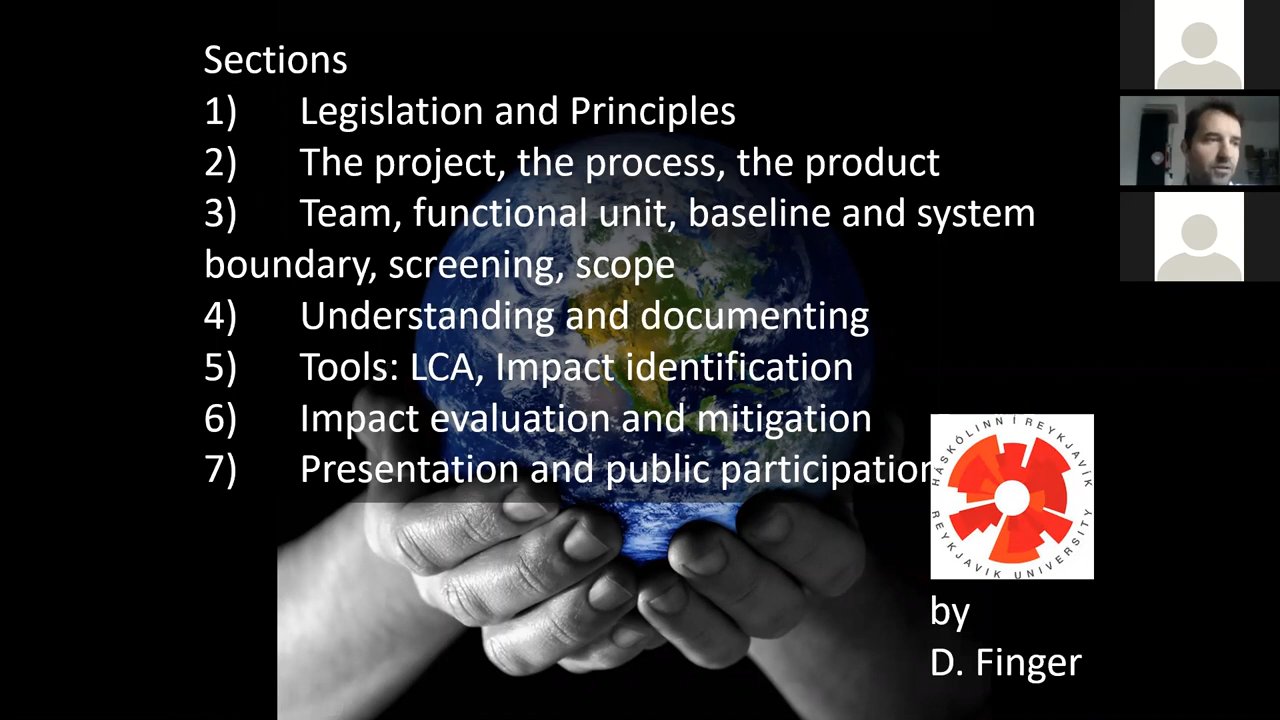 Sections
1) Legislation and Principles
2) The project, the process, the product
3) Team, functional unit, baseline and system
boundary, screening, scope
4) Understanding and documenting
5) Tools: LCA, Impact identification
6) Impact evaluation and mitigation
7) Presentation and public participation
HÁSKÓLINN Í REYKJAVÍK
REYKJAVIK UNIVERSITY
by
D. Finger